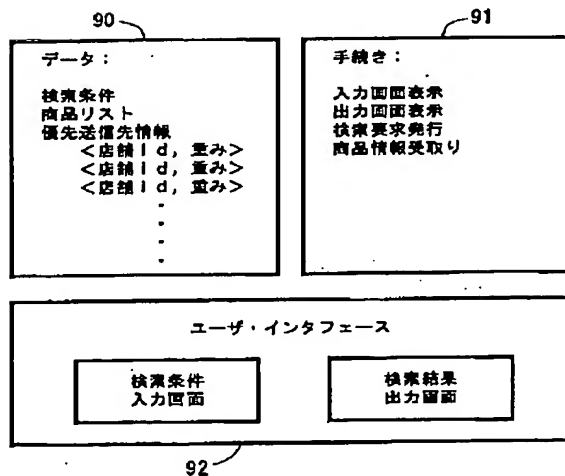 90
91
データ：
検索条件
商品リスト
優先送信先情報
＜店舗Ｉｄ，重み＞
＜店舗Ｉｄ，重み＞
＜店舗Ｉｄ，重み＞
手続き：
入力画面表示
出力画面表示
検索要求発行
商品情報受取り
ユーザ・インタフェース
検索条件
入力画面
検索結果
出力画面
92